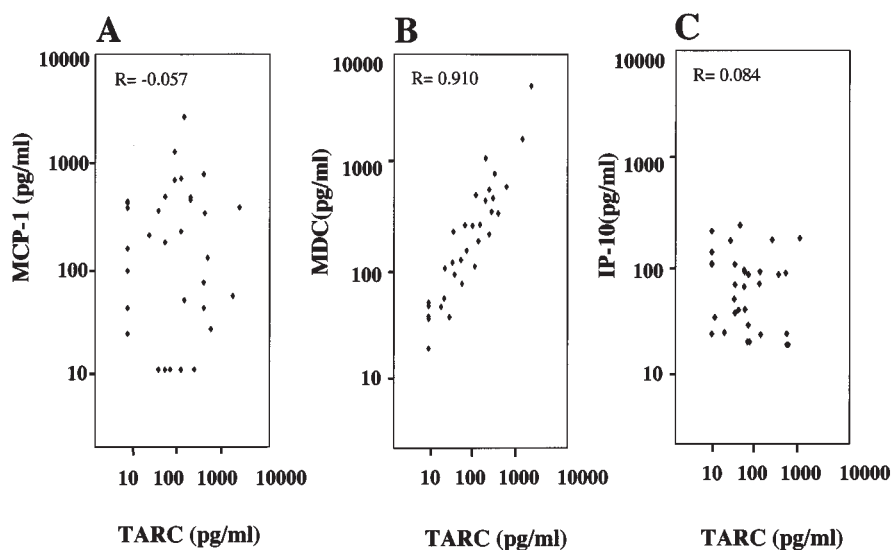 A
R= -0.057
MCP-1 (pg/ml)
10000
1000
100
10
10 100 1000 10000
TARC (pg/ml)
B
R= 0.910
MDC(pg/ml)
10000
1000
100
10
10 100 1000 10000
TARC (pg/ml)
C
R= 0.084
IP-10(pg/ml)
10000
1000
100
10
10 100 1000 10000
TARC (pg/ml)